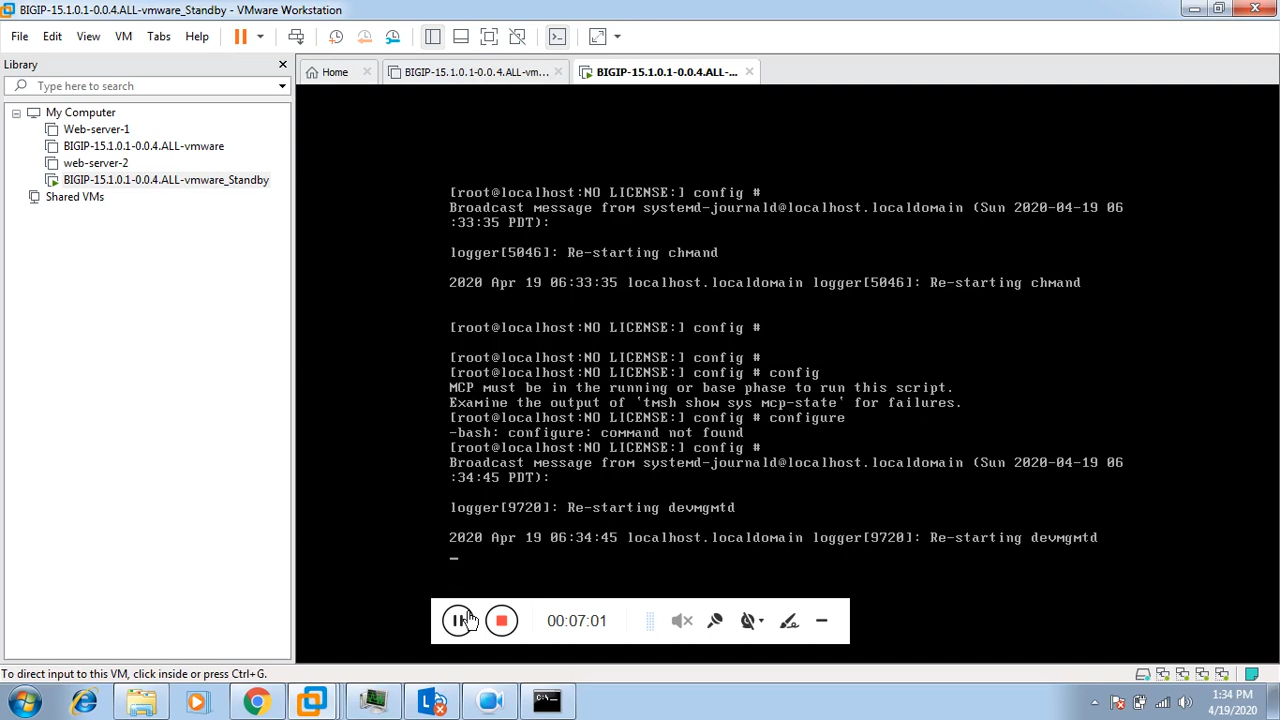 BIGIP-15.1.0.1-0.0.4.ALL-vmware_Standby - VMware Workstation
File Edit View VM Tabs Help
Library
Type here to search
My Computer
Web-server-1
BIGIP-15.1.0.1-0.0.4.ALL-vmware
web-server-2
BIGIP-15.1.0.1-0.0.4.ALL-vmware_Standby
Shared VMs
Home BIGIP-15.1.0.1-0.0.4.ALL-vm... BIGIP-15.1.0.1-0.0.4.ALL-...
[root@localhost:NO LICENSE:] config #
Broadcast message from systemd-journald@localhost.localdomain (Sun 2020-04-19 06
:33:35 PDT):
logger[5046]: Re-starting chmand
2020 Apr 19 06:33:35 localhost.localdomain logger[5046]: Re-starting chmand
[root@localhost:NO LICENSE:] config #
[root@localhost:NO LICENSE:] config #
[root@localhost:NO LICENSE:] config # config
MCP must be in the running or base phase to run this script.
Examine the output of 'tmsh show sys mcp-state' for failures.
[root@localhost:NO LICENSE:] config # configure
-bash: configure: command not found
[root@localhost:NO LICENSE:] config #
Broadcast message from systemd-journald@localhost.localdomain (Sun 2020-04-19 06
:34:45 PDT):
logger[9720]: Re-starting devmgmtd
2020 Apr 19 06:34:45 localhost.localdomain logger[9720]: Re-starting devmgmtd
_
00:07:01
To direct input to this VM, click inside or press Ctrl+G.
1:34 PM
4/19/2020